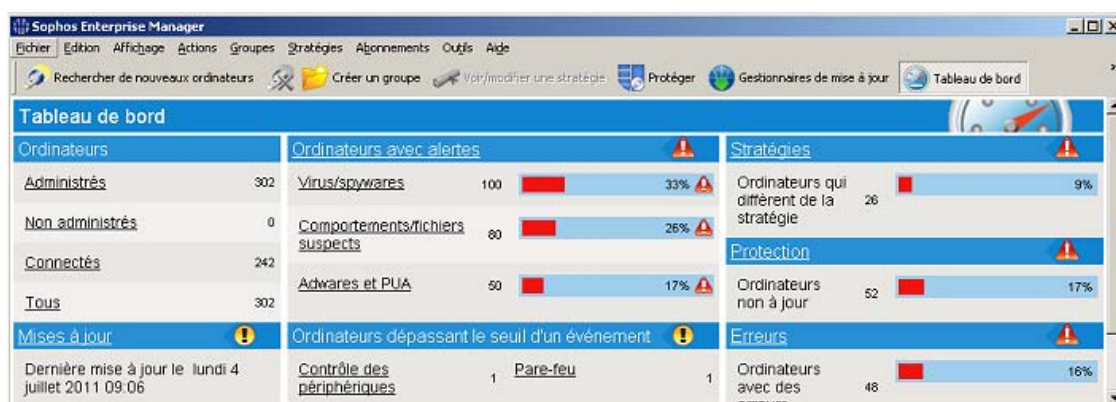 Sophos Enterprise Manager
Fichier Edition Affichage Actions Groupes Stratégies Abonnements Outils Aide
Rechercher de nouveaux ordinateurs Créer un groupe Voir/modifier une stratégie Protéger Gestionnaires de mise à jour Tableau de bord »
Tableau de bord
Ordinateurs
Administrés 302
Non administrés 0
Connectés 242
Tous 302
Mises à jour
Dernière mise à jour le lundi 4
juillet 2011 09:06
Ordinateurs avec alertes
Virus/spywares 100 33%
Comportements/fichiers
suspects 80 26%
Adwares et PUA 50 17%
Ordinateurs dépassant le seuil d'un événement
Contrôle des
périphériques 1
Pare-feu 1
Stratégies
Ordinateurs qui
diffèrent de la
stratégie 26 9%
Protection
Ordinateurs
non à jour 52 17%
Erreurs
Ordinateurs
avec des 48 16%